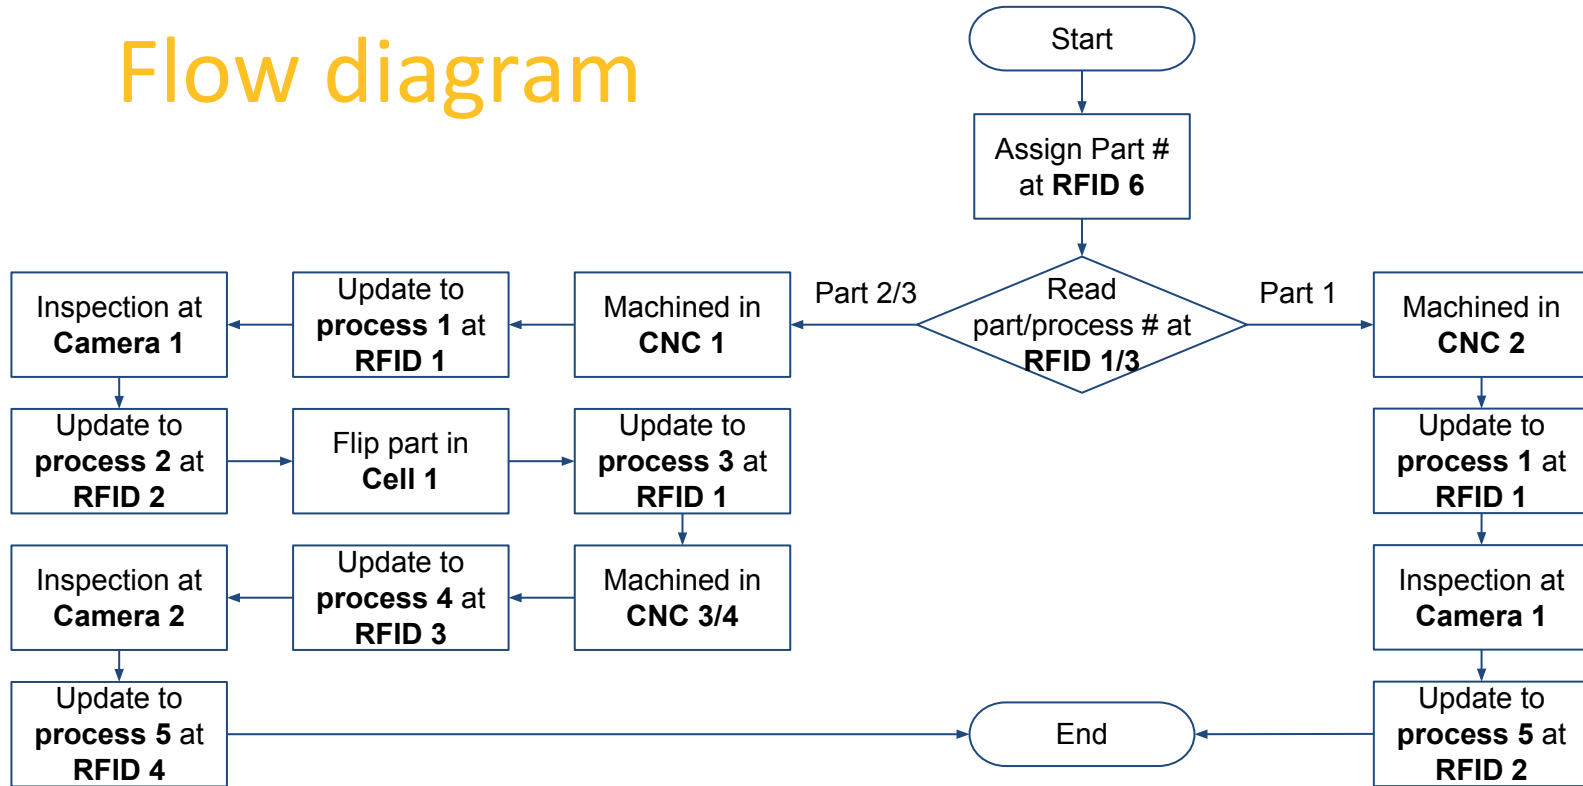 Flow diagram
Start
Assign Part #
at RFID 6
Read
part/process # at
RFID 1/3
Part 2/3
Part 1
Machined in
CNC 1
Update to
process 1 at
RFID 1
Inspection at
Camera 1
Update to
process 2 at
RFID 2
Flip part in
Cell 1
Update to
process 3 at
RFID 1
Machined in
CNC 3/4
Update to
process 4 at
RFID 3
Inspection at
Camera 2
Update to
process 5 at
RFID 4
Machined in
CNC 2
Update to
process 1 at
RFID 1
Inspection at
Camera 1
Update to
process 5 at
RFID 2
End